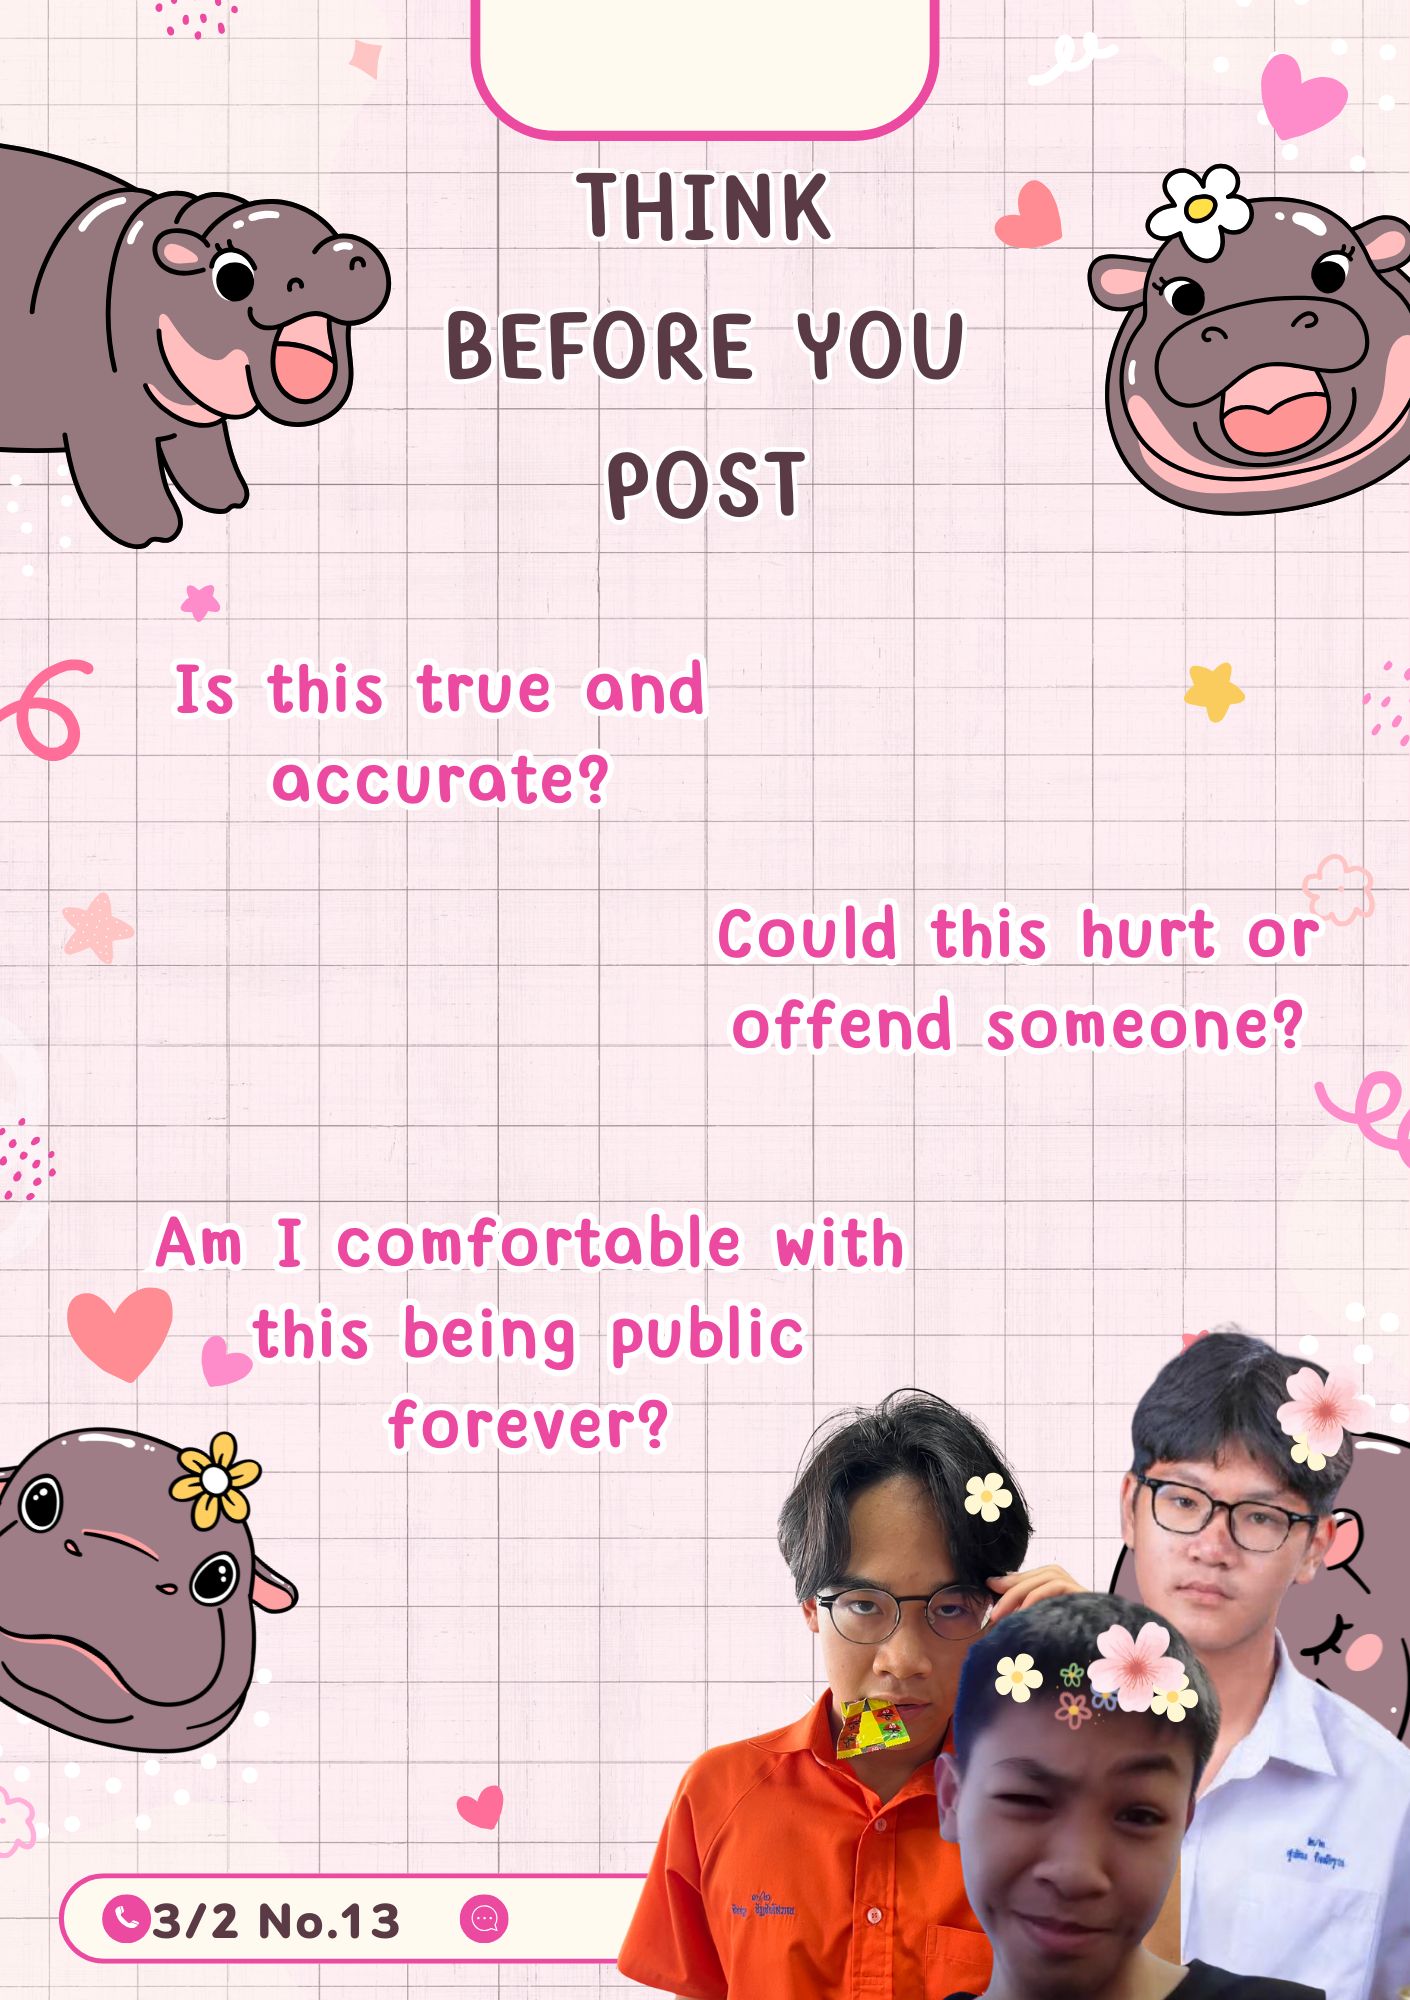 THINK
BEFORE YOU
POST
Is this true and
accurate?
Could this hurt or
offend someone?
Am I comfortable with
this being public
forever?
3/2 No.13